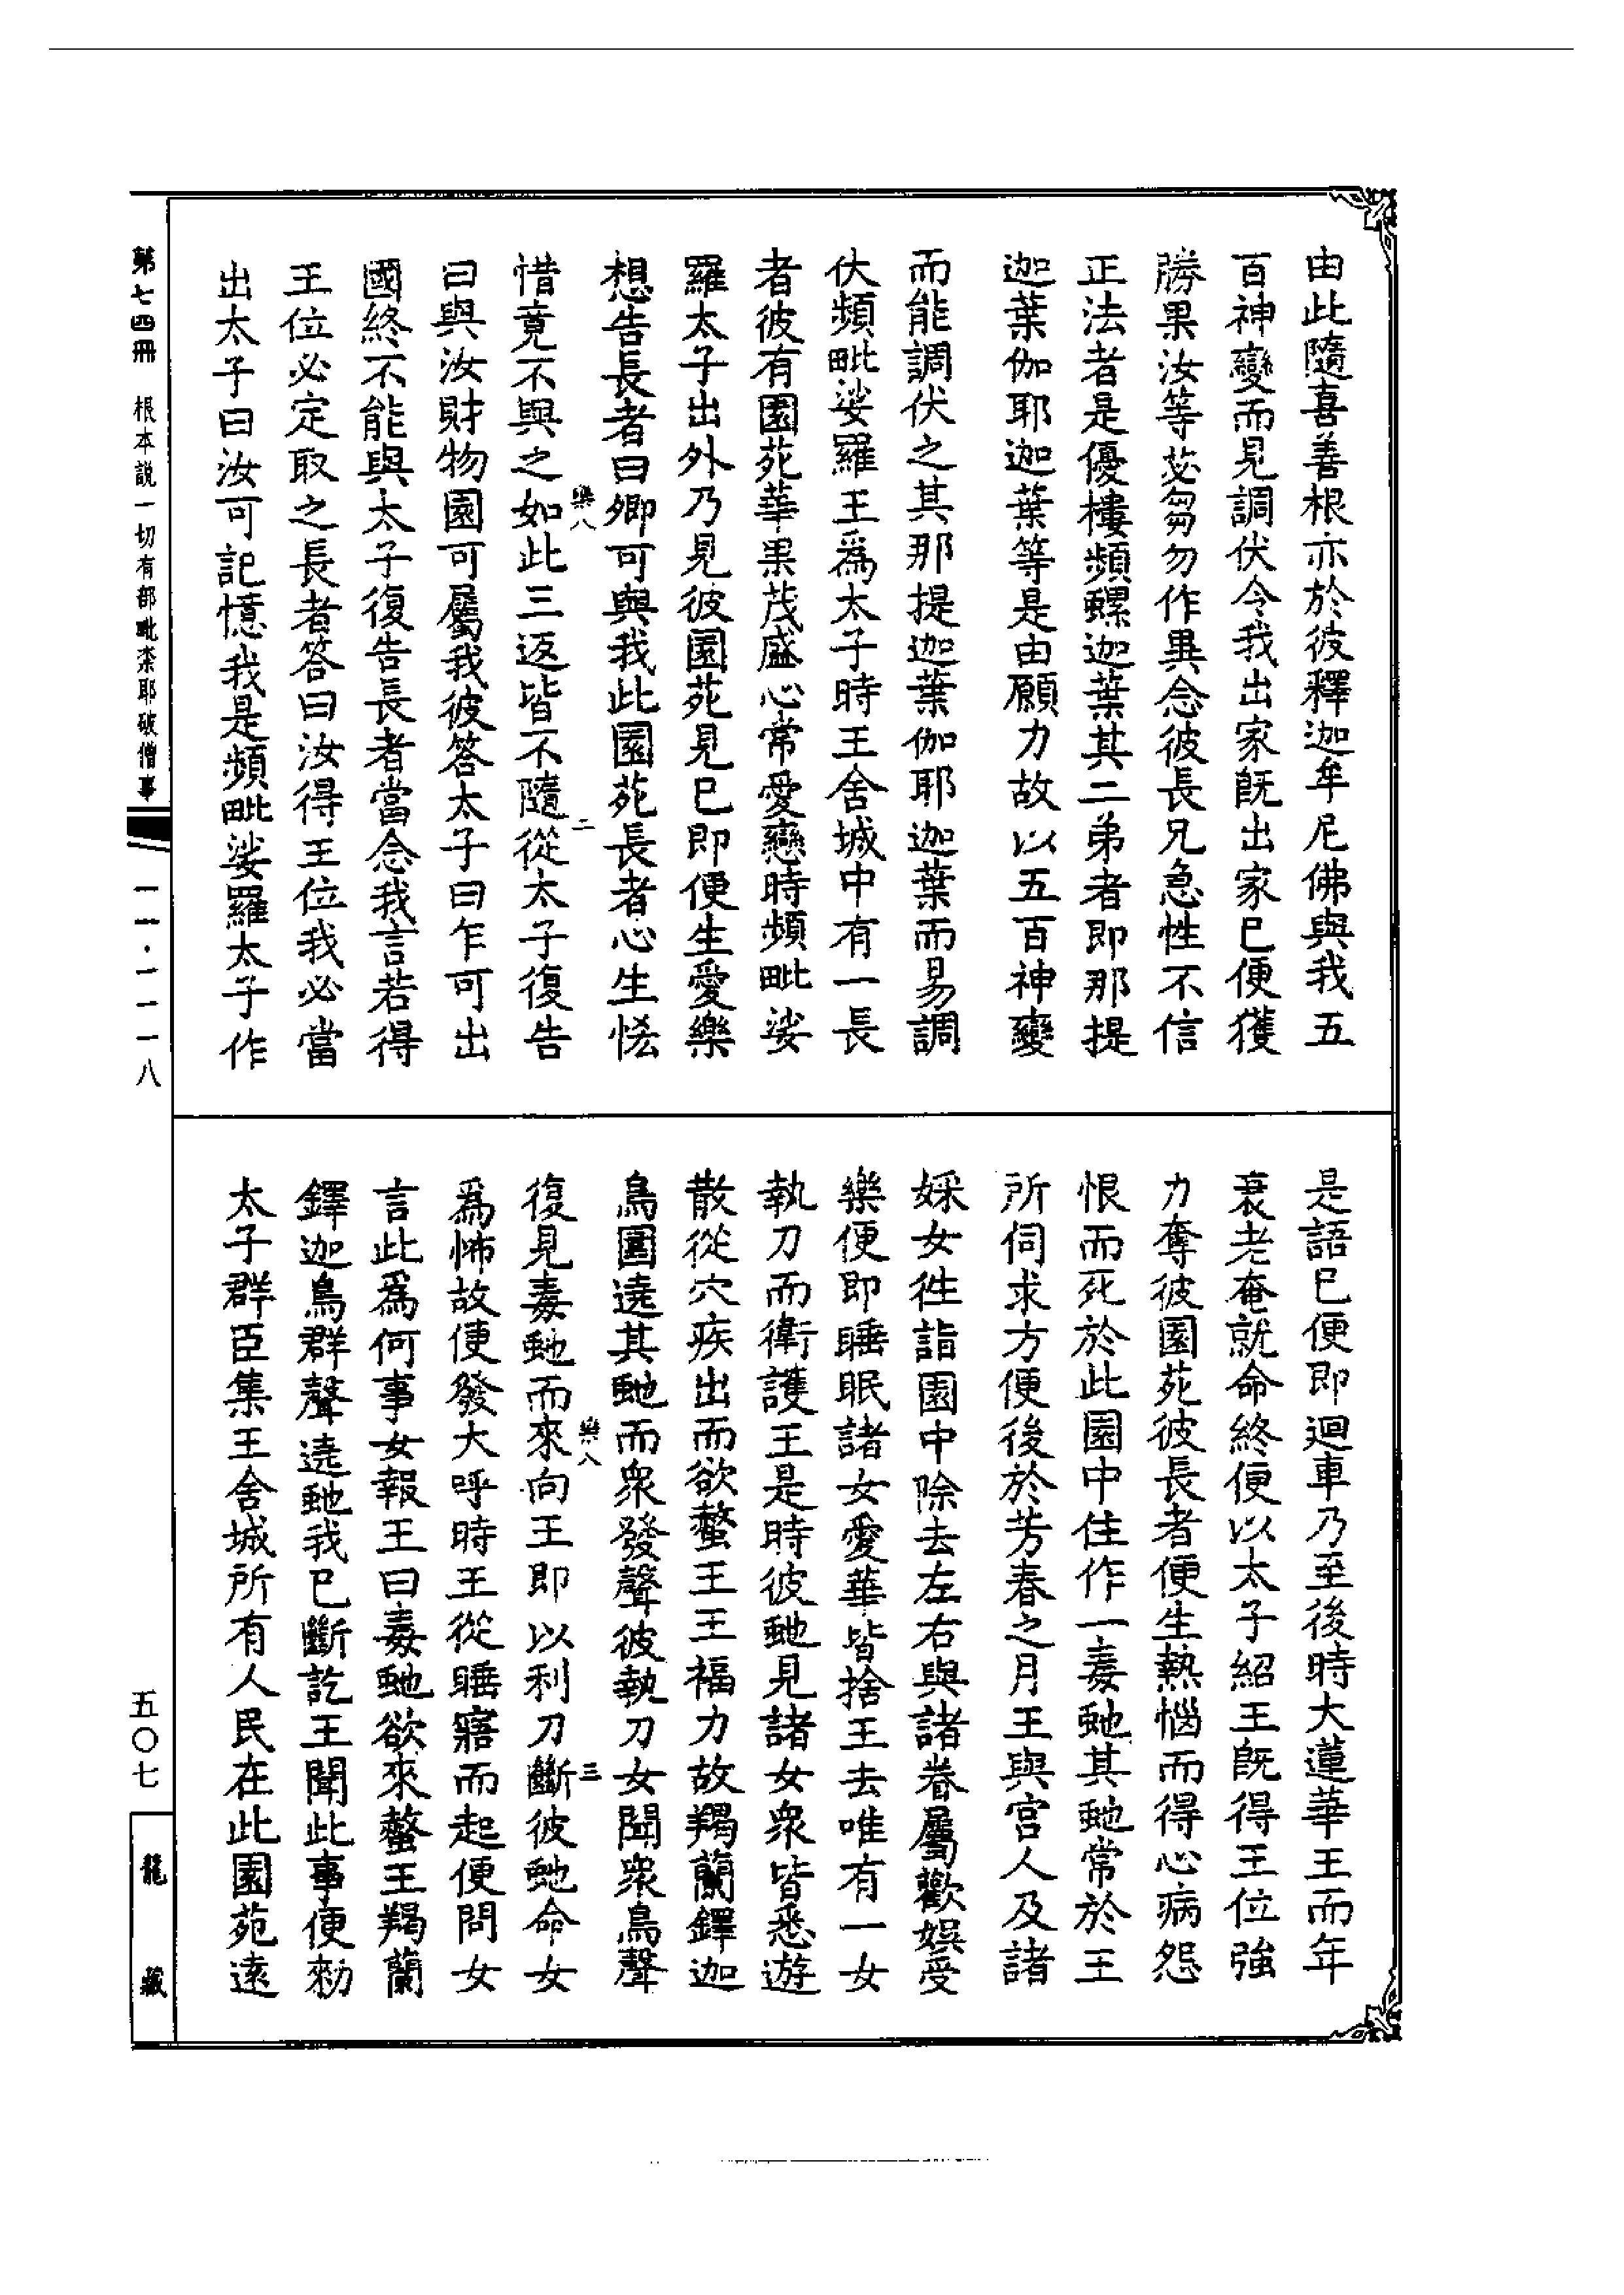 由此隨喜善根亦於彼釋迦牟尼佛與我五
百神變而見調伏令我出家既出家已便獲
勝果汝等苾芻勿作異念彼長兄急性不信
正法者是優樓頻螺迦葉其二弟者即那提
迦葉伽耶迦葉等是由願力故以五百神變
而能調伏之其那提迦葉伽耶迦葉而易調
伏頻毗娑羅王爲太子時王舍城中有一長
者彼有園苑華果茂盛心常愛戀時頻毗娑
羅太子出外乃見彼園苑見已即便生愛樂
想告長者曰卿可與我此園苑長者心生悋
樂八 二
惜竟不與之如此三返皆不隨從太子復告
曰與汝財物園可屬我彼答太子曰乍可出
國終不能與太子復告長者當念我言若得
王位必定取之長者答曰汝得王位我必當
出太子曰汝可記憶我是頻毗娑羅太子作
是語已便即迴車乃至後時大蓮華王而年
衰老奄就命終便以太子紹王既得王位強
力奪彼園苑彼長者便生熱惱而得心病怨
恨而死於此園中住作一毒虵其虵常於王
所伺求方便後於芳春之月王與宮人及諸
婇女徃詣園中除去左右與諸眷屬歡娛受
樂便即睡眠諸女愛華皆捨王去唯有一女
執刀而衛護王是時彼虵見諸女衆皆悉遊
散從穴疾出而欲螫王王福力故羯蘭鐸迦
鳥圍遶其虵而衆發聲彼執刀女聞衆鳥聲
樂八 三
復見毒虵而來向王即以利刀斷彼虵命女
爲怖故便發大呼時王從睡寤而起便問女
言此爲何事女報王曰毒虵欲來螫王羯蘭
鐸迦鳥群聲遶虵我已斷訖王聞此事便勑
太子群臣集王舍城所有人民在此園苑遠
第七四冊 根本說一切有部毗柰耶破僧事 一一·一一一八 五〇七 龍藏